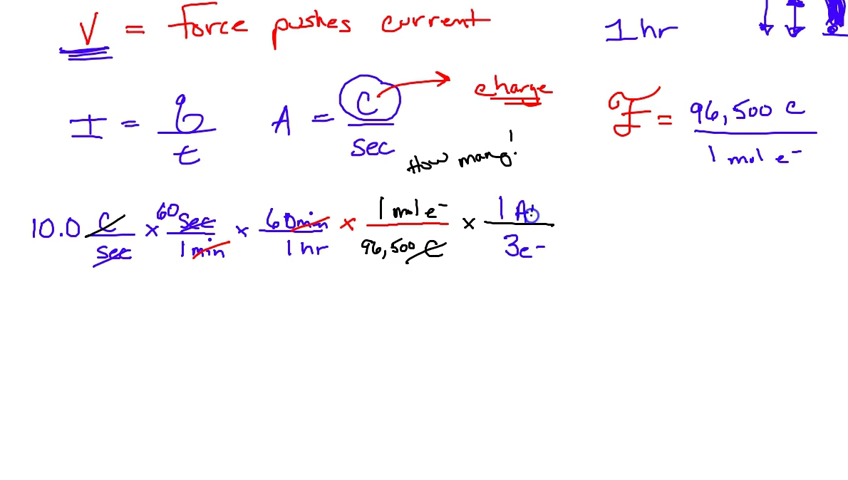 V = Force pushes current
1 hr
I = q/t A = C/sec charge
How many!
F = 96,500 C / 1 mol e-
10.0 C/sec x 60 sec/1 min x 60 min/1 hr x 1 mol e-/96,500 C x 1 / 3e-